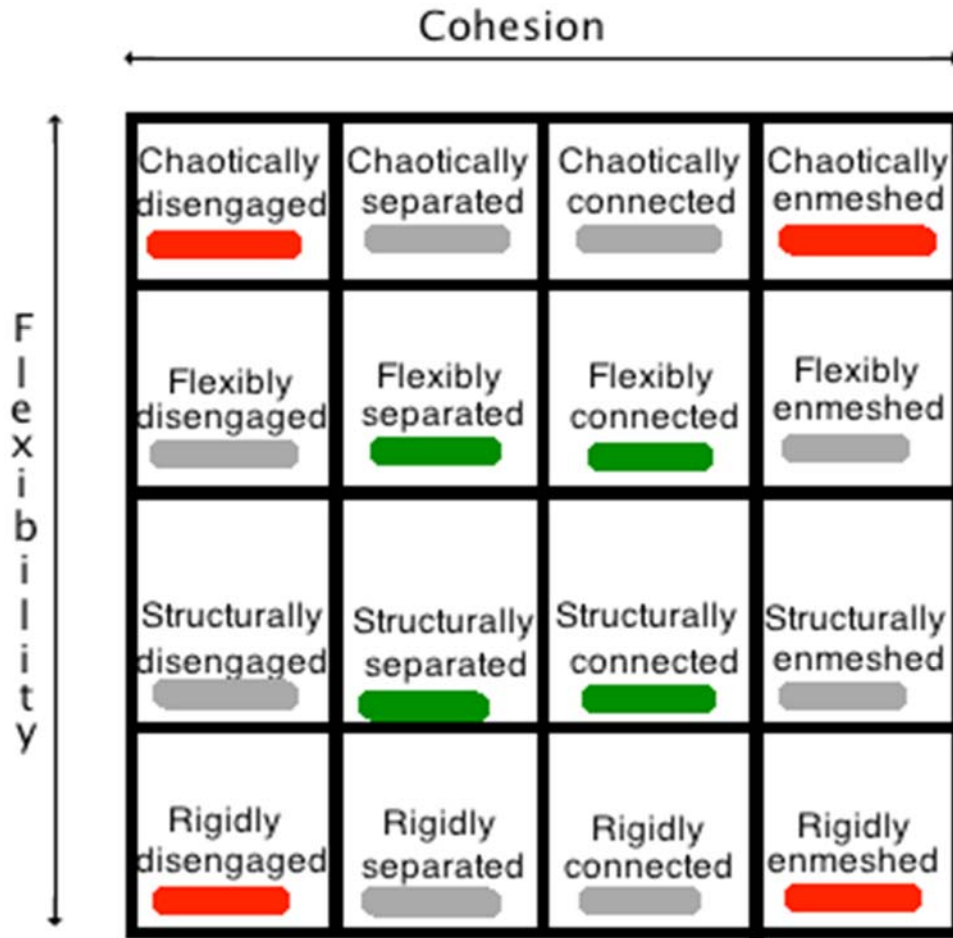 Cohesion
Flexibility
Chaotically
disengaged
Chaotically
separated
Chaotically
connected
Chaotically
enmeshed
Flexibly
disengaged
Flexibly
separated
Flexibly
connected
Flexibly
enmeshed
Structurally
disengaged
Structurally
separated
Structurally
connected
Structurally
enmeshed
Rigidly
disengaged
Rigidly
separated
Rigidly
connected
Rigidly
enmeshed